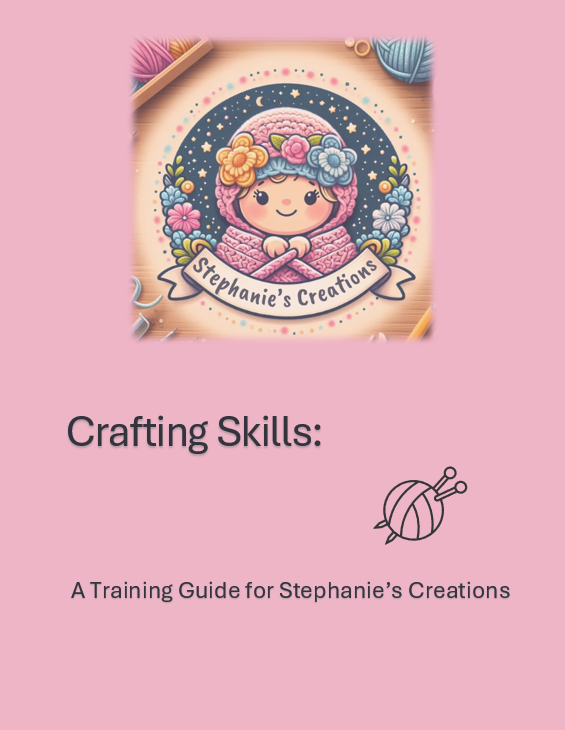 Stephanie's Creations
Crafting Skills:
A Training Guide for Stephanie’s Creations